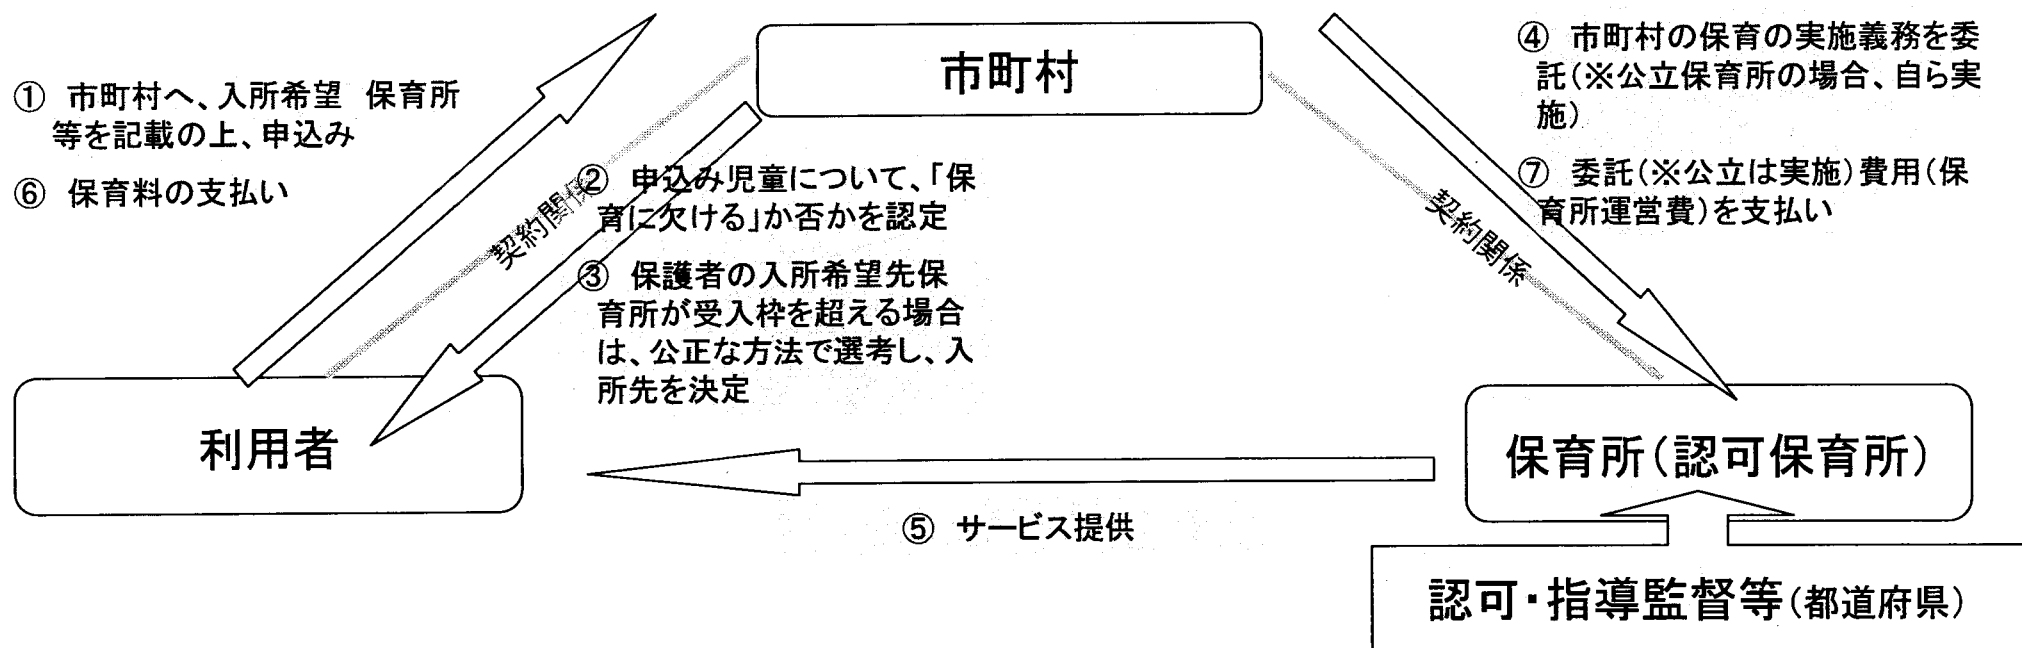 市町村
① 市町村へ、入所希望 保育所
等を記載の上、申込み
⑥ 保育料の支払い
契約関係
② 申込み児童について、「保
育に欠ける」か否かを認定
③ 保護者の入所希望先保
育所が受入枠を超える場合
は、公正な方法で選考し、入
所先を決定
④ 市町村の保育の実施義務を委
託(※公立保育所の場合、自ら実
施)
⑦ 委託(※公立は実施)費用(保
育所運営費)を支払い
契約関係
利用者
保育所(認可保育所)
⑤ サービス提供
認可・指導監督等(都道府県)